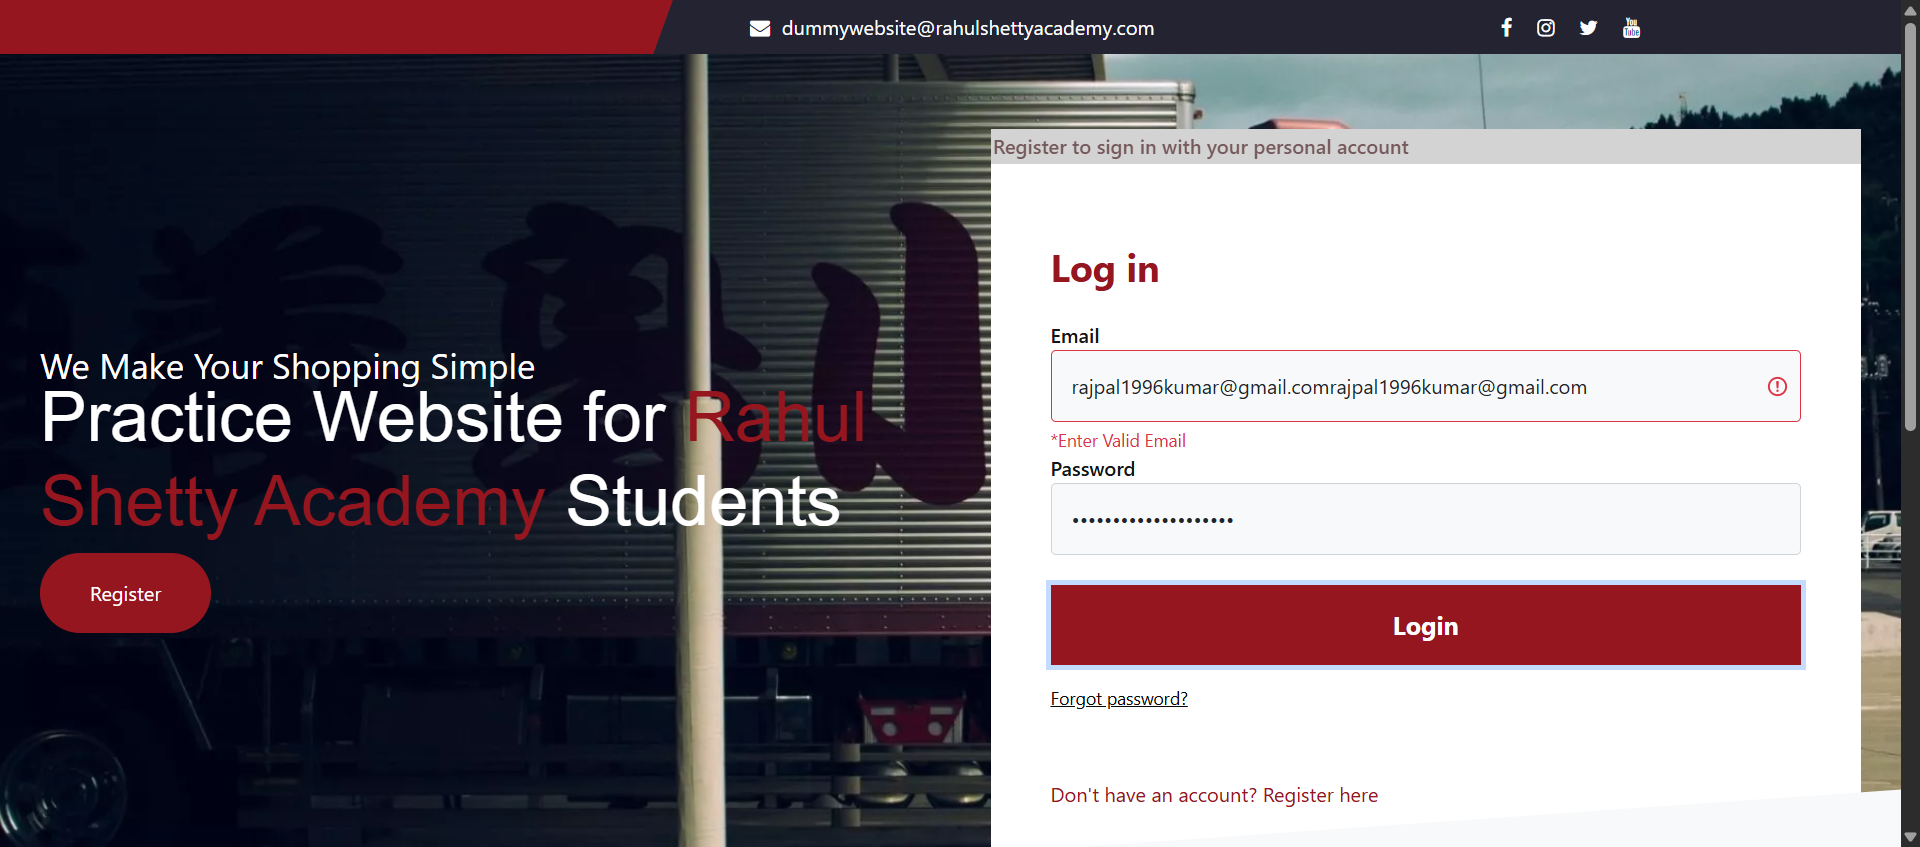 dummywebsite@rahulshettyacademy.com
Register to sign in with your personal account
We Make Your Shopping Simple
Practice Website for Rahul
Shetty Academy Students
Register
Log in
Email
rajpal1996kumar@gmail.comrajpal1996kumar@gmail.com
*Enter Valid Email
Password
••••••••••••••••••••
Login
Forgot password?
Don't have an account? Register here